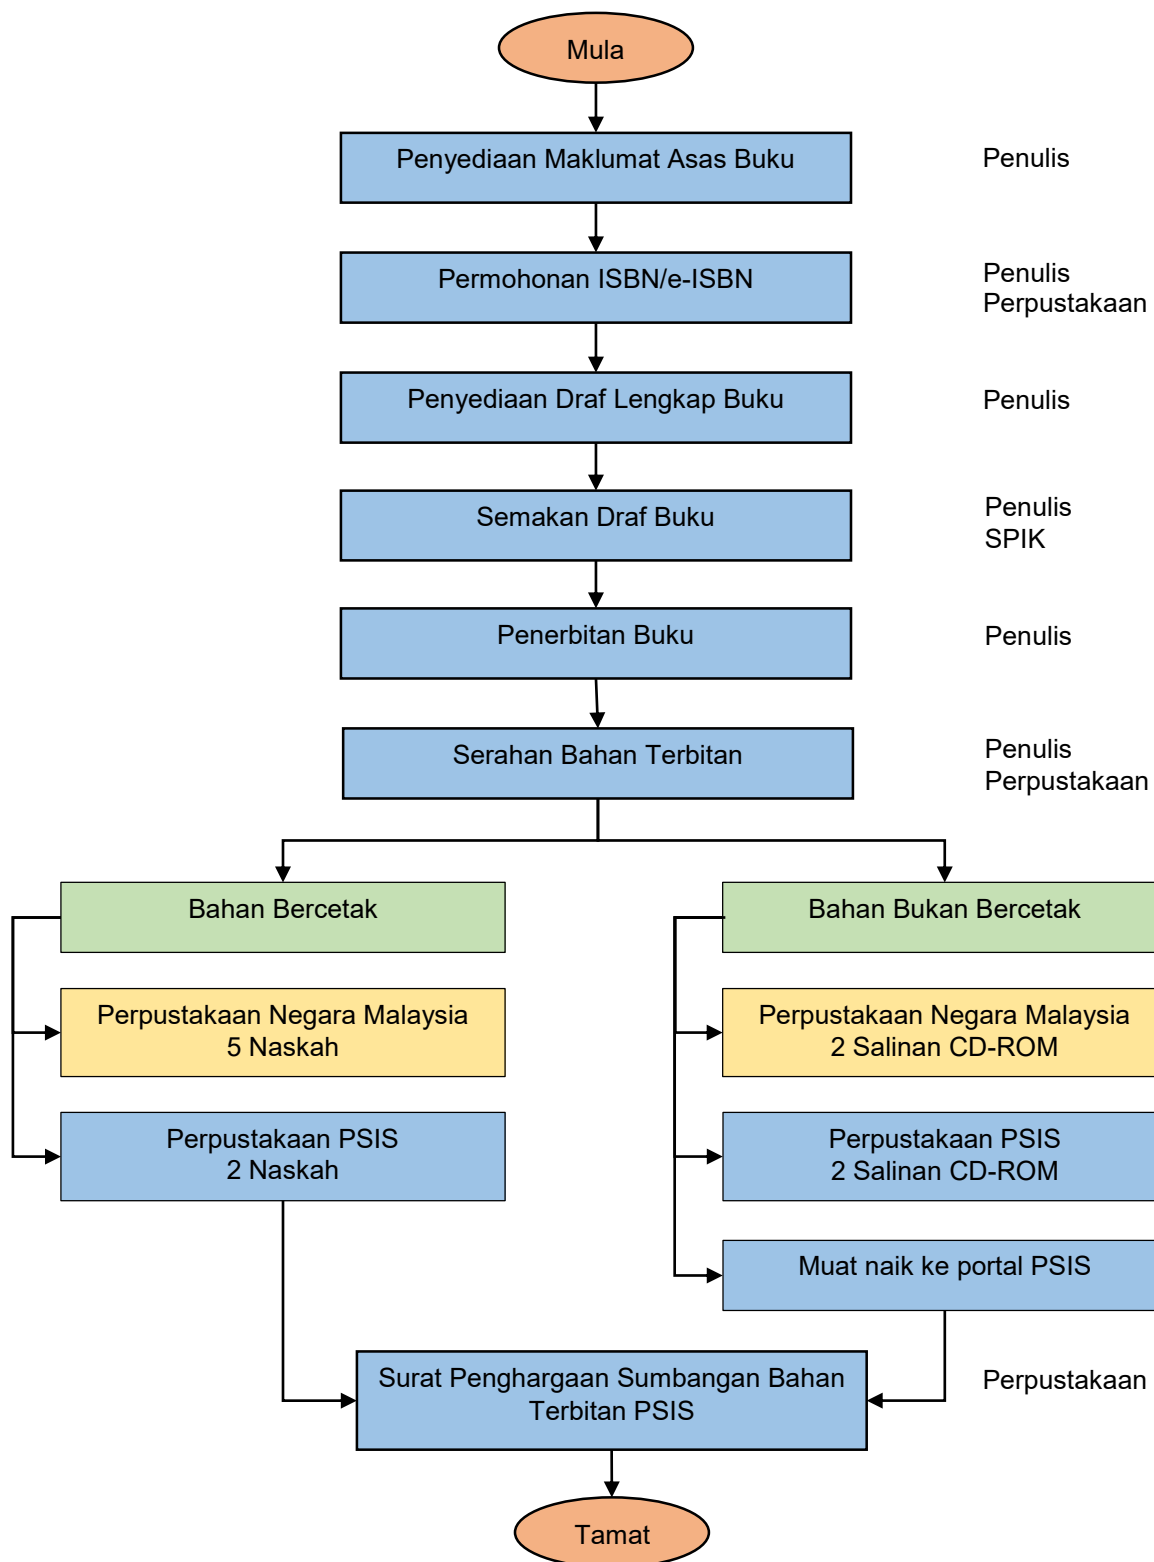 Mula
Penyediaan Maklumat Asas Buku
Penulis
Permohonan ISBN/e-ISBN
Penulis
Perpustakaan
Penyediaan Draf Lengkap Buku
Penulis
Semakan Draf Buku
Penulis
SPIK
Penerbitan Buku
Penulis
Serahan Bahan Terbitan
Penulis
Perpustakaan
Bahan Bercetak
Perpustakaan Negara Malaysia
5 Naskah
Perpustakaan PSIS
2 Naskah
Bahan Bukan Bercetak
Perpustakaan Negara Malaysia
2 Salinan CD-ROM
Perpustakaan PSIS
2 Salinan CD-ROM
Muat naik ke portal PSIS
Surat Penghargaan Sumbangan Bahan
Terbitan PSIS
Perpustakaan
Tamat